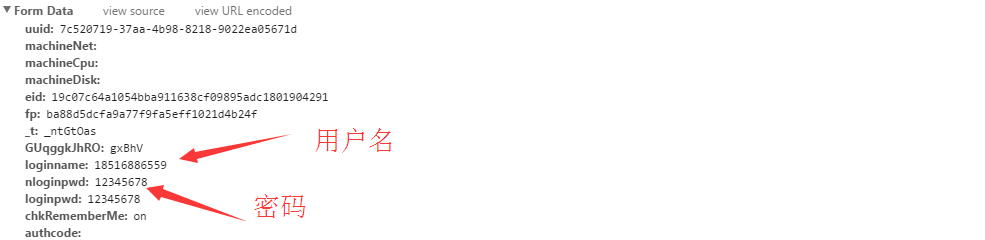 Form Data view source view URL encoded
uuid: 7c520719-37aa-4b98-8218-9022ea05671d
machineNet:
machineCpu:
machineDisk:
eid: 19c07c64a1054bba911638cf09895adc1801904291
fp: ba88d5dcfa9a77f9fa5eff1021d4b24f
_t: _ntGtOas
GUqggkJhRO: gxBhV
用户名
loginname: 18516886559
nloginpwd: 12345678
loginpwd: 12345678
密码
chkRememberMe: on
authcode: